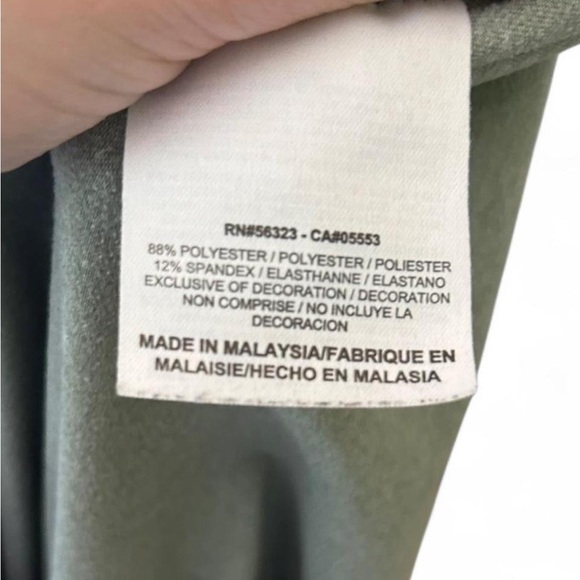 RN#56323 - CA#05553
88% POLYESTER / POLYESTER / POLIESTER
12% SPANDEX / ELASTHANNE / ELASTANO
EXCLUSIVE OF DECORATION / DECORATION
NON COMPRISE / NO INCLUYE LA
DECORACION
MADE IN MALAYSIA/FABRIQUE EN
MALAISIE/HECHO EN MALASIA